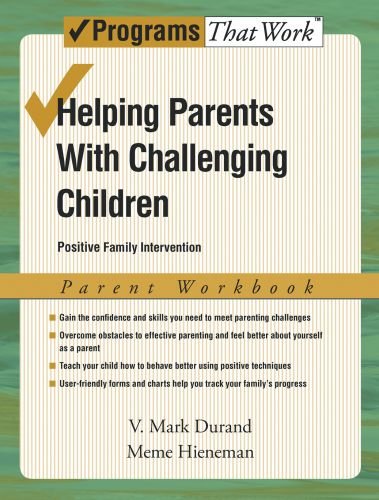 Programs That Work™
Helping Parents
With Challenging
Children
Positive Family Intervention
Parent Workbook
Gain the confidence and skills you need to meet parenting challenges
Overcome obstacles to effective parenting and feel better about yourself
as a parent
Teach your child how to behave better using positive techniques
User-friendly forms and charts help you track your family's progress
V. Mark Durand
Meme Hieneman